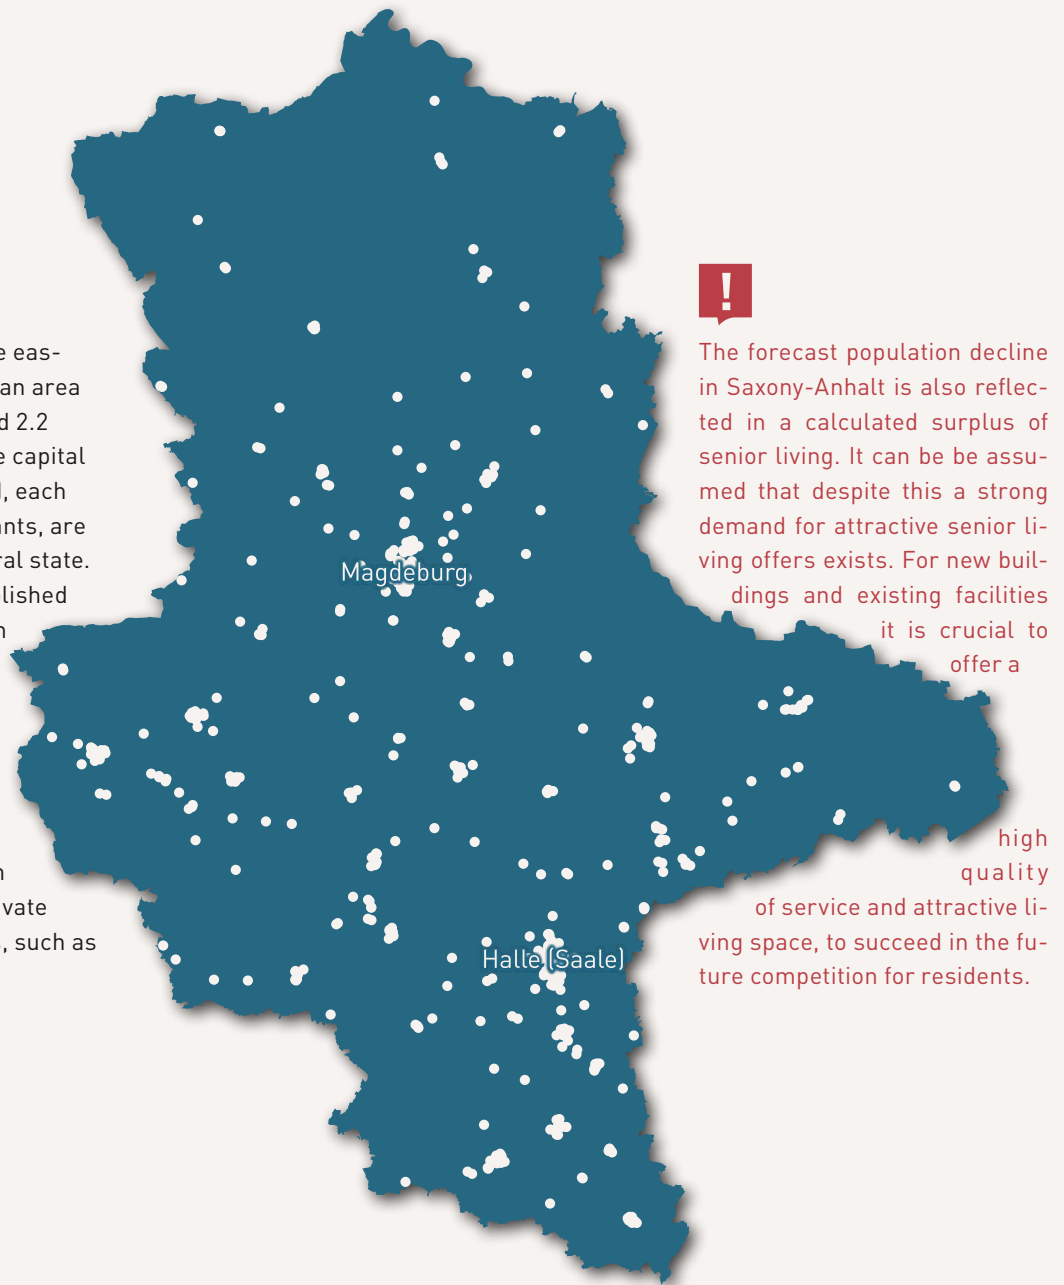 e eas-
an area
d 2.2
e capital
l, each
ants, are
ral state.
lished
n
n
vate
, such as
Magdeburg
Halle (Saale)
!
The forecast population decline
in Saxony-Anhalt is also reflec-
ted in a calculated surplus of
senior living. It can be be assu-
med that despite this a strong
demand for attractive senior li-
ving offers exists. For new buil-
dings and existing facilities
it is crucial to
offer a
high
quality
of service and attractive li-
ving space, to succeed in the fu-
ture competition for residents.